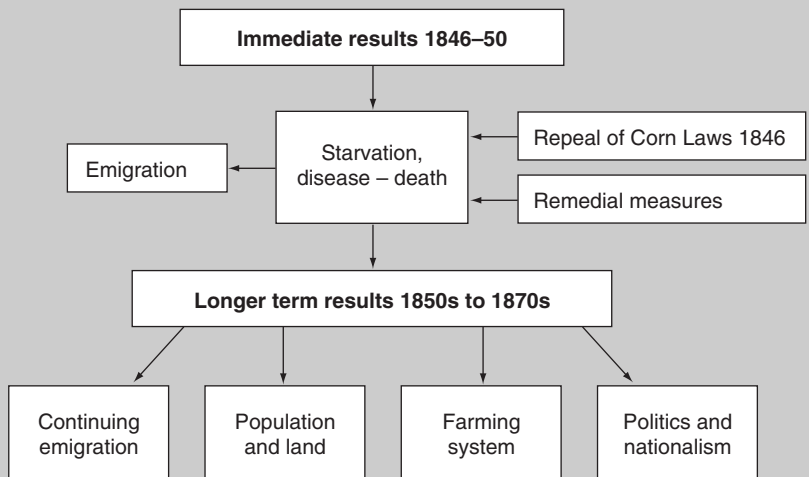 Immediate results 1846–50
Starvation,
disease – death
Emigration
Repeal of Corn Laws 1846
Remedial measures
Longer term results 1850s to 1870s
Continuing
emigration
Population
and land
Farming
system
Politics and
nationalism